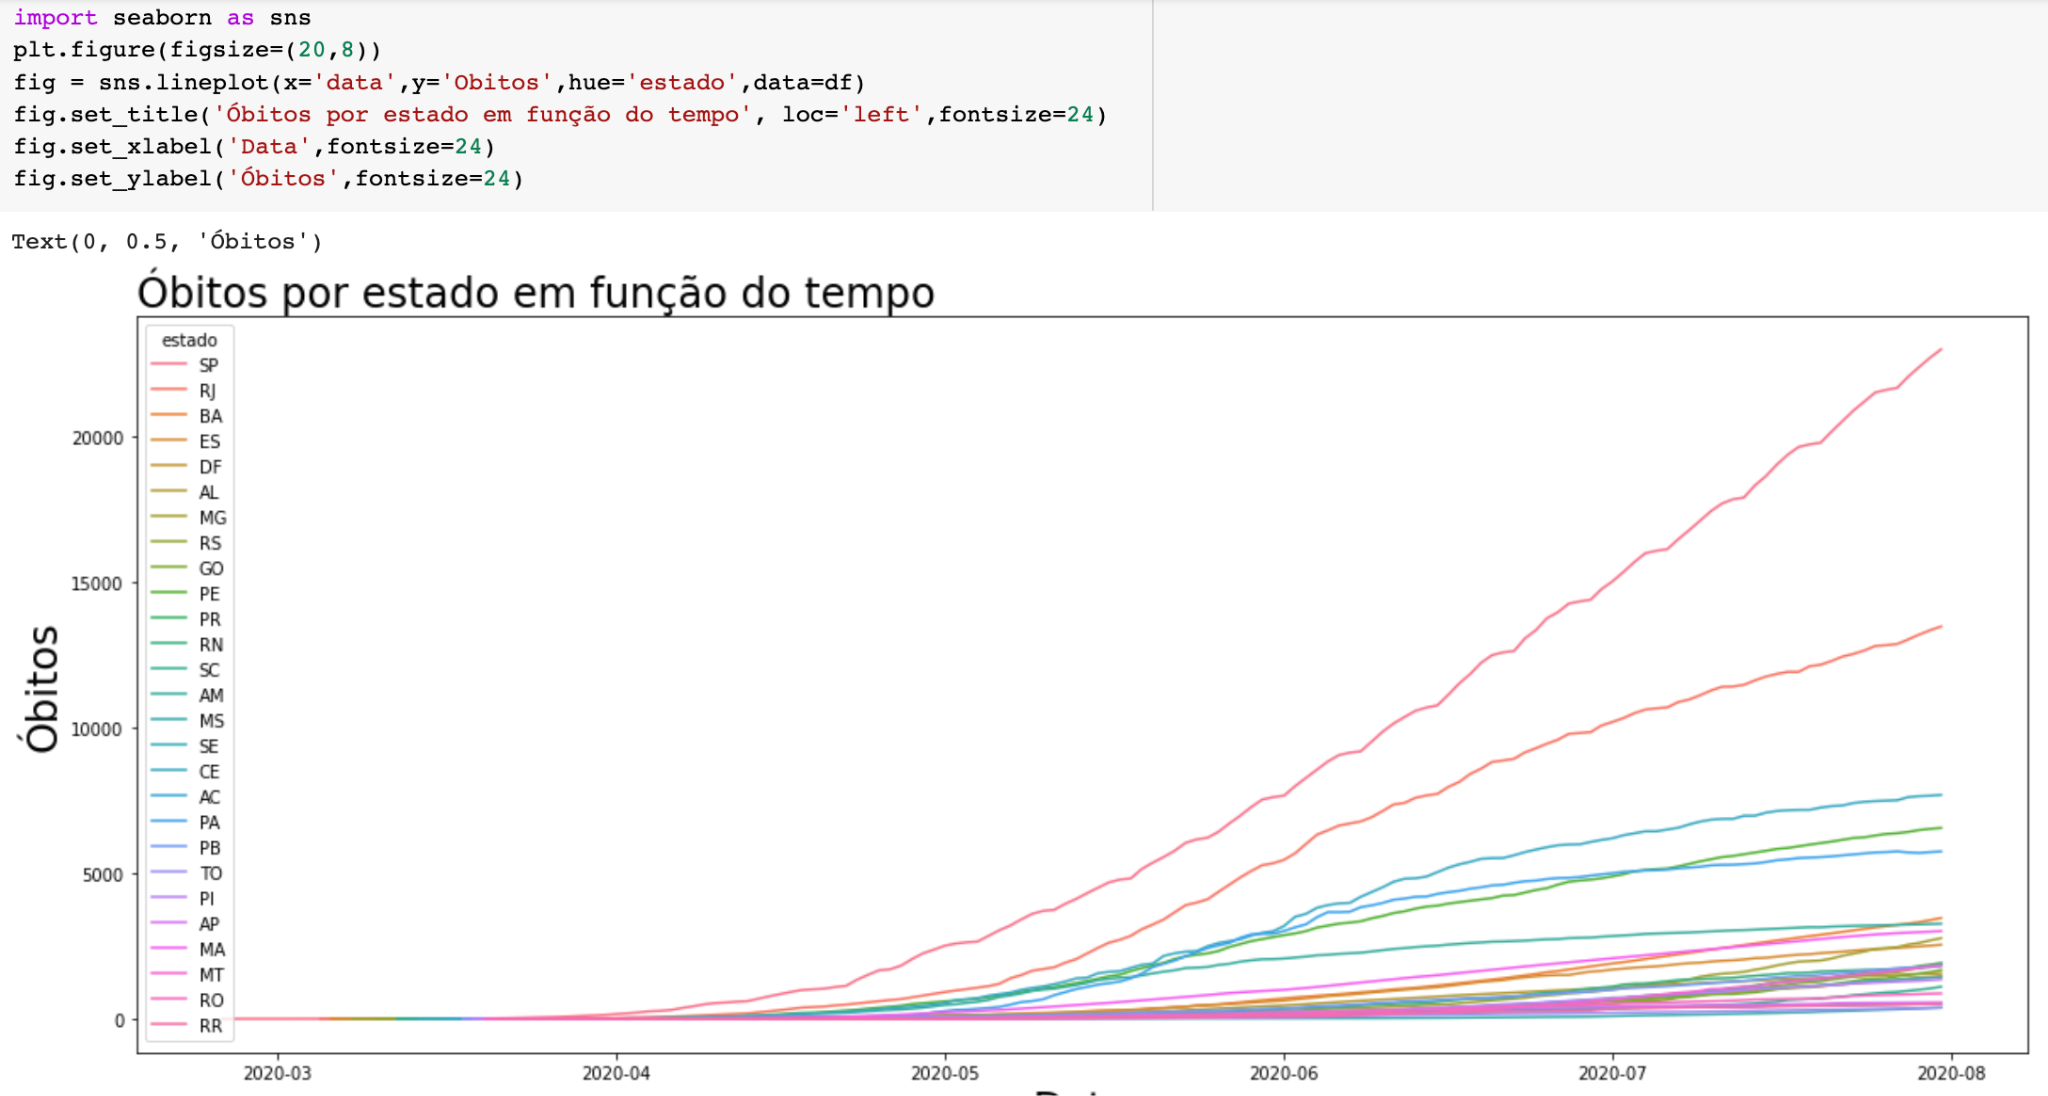 import seaborn as sns
plt.figure(figsize=(20,8))
fig = sns.lineplot(x='data',y='Obitos',hue='estado',data=df)
fig.set_title('Óbitos por estado em função do tempo', loc='left',fontsize=24)
fig.set_xlabel('Data',fontsize=24)
fig.set_ylabel('Óbitos',fontsize=24)
Text(0, 0.5, 'Óbitos')
Óbitos por estado em função do tempo
estado
SP
RJ
BA
ES
DF
AL
MG
RS
GO
PE
PR
RN
SC
AM
MS
SE
CE
AC
PA
PB
TO
PI
AP
MA
MT
RO
RR
Óbitos
20000
15000
10000
5000
0
2020-03
2020-04
2020-05
2020-06
2020-07
2020-08